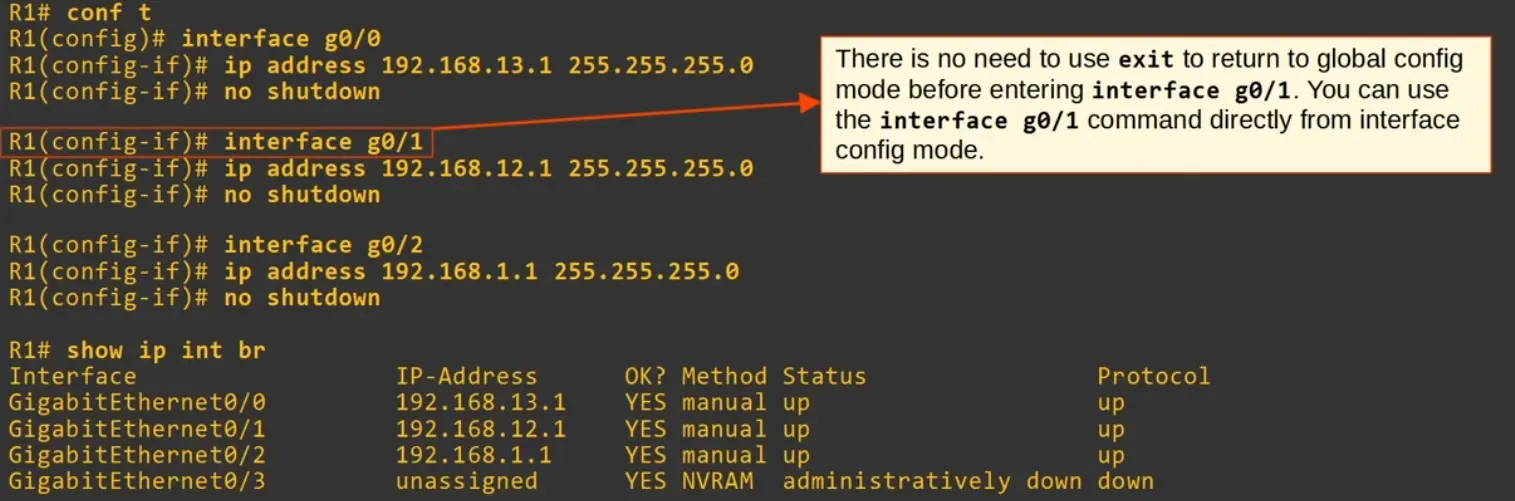 R1# conf t
R1(config)# interface g0/0
R1(config-if)# ip address 192.168.13.1 255.255.255.0
R1(config-if)# no shutdown
R1(config-if)# interface g0/1
R1(config-if)# ip address 192.168.12.1 255.255.255.0
R1(config-if)# no shutdown
R1(config-if)# interface g0/2
R1(config-if)# ip address 192.168.1.1 255.255.255.0
R1(config-if)# no shutdown
There is no need to use exit to return to global config
mode before entering interface g0/1. You can use
the interface g0/1 command directly from interface
config mode.
R1# show ip int br
Interface IP-Address OK? Method Status Protocol
GigabitEthernet0/0 192.168.13.1 YES manual up up
GigabitEthernet0/1 192.168.12.1 YES manual up up
GigabitEthernet0/2 192.168.1.1 YES manual up up
GigabitEthernet0/3 unassigned YES NVRAM administratively down down